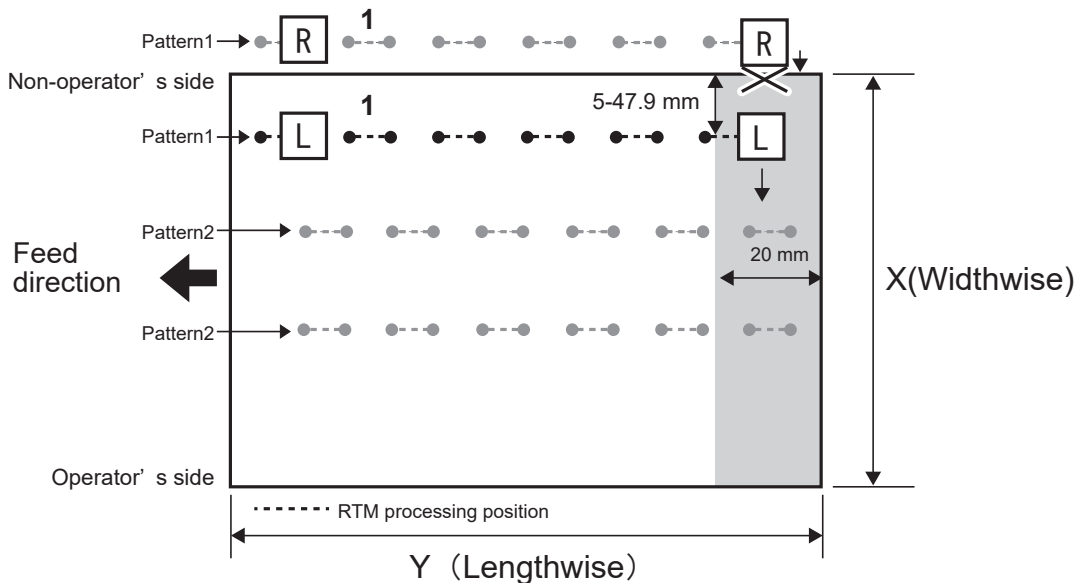 1
Pattern1
R
R
Non-operator’ s side
5-47.9 mm
1
Pattern1
L
L
Pattern2
Feed
direction
20 mm
X(Widthwise)
Pattern2
Operator’ s side
RTM processing position
Y（Lengthwise）